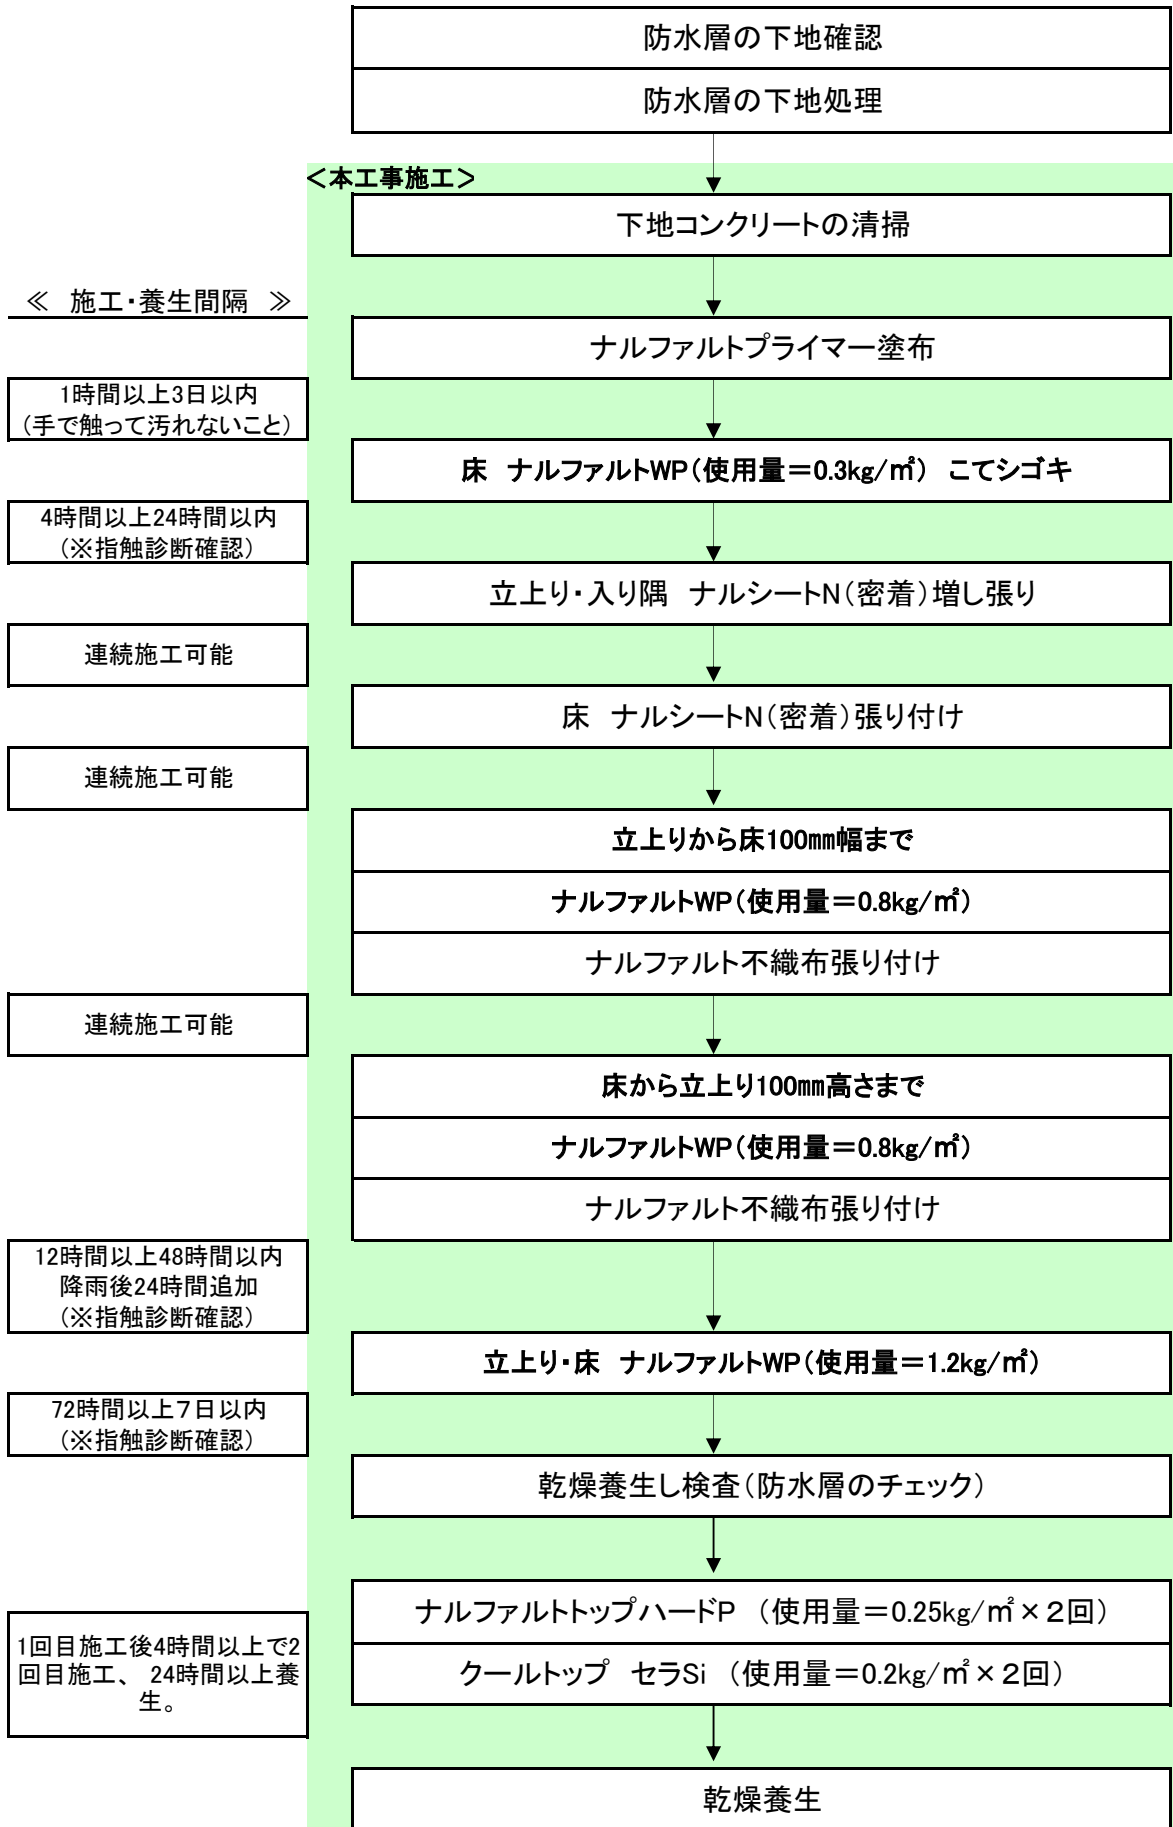 防水層の下地確認
防水層の下地処理
＜本工事施工＞
下地コンクリートの清掃
≪　施工・養生間隔　≫
ナルファルトプライマー塗布
1時間以上3日以内
（手で触って汚れないこと）
床　ナルファルトWP（使用量＝0.3kg/㎡）　こてシゴキ
4時間以上24時間以内
（※指触診断確認）
立上り・入り隅　ナルシートN（密着）増し張り
連続施工可能
床　ナルシートN（密着）張り付け
連続施工可能
立上りから床100㎜幅まで
ナルファルトWP（使用量＝0.8kg/㎡）
ナルファルト不織布張り付け
連続施工可能
床から立上り100㎜高さまで
ナルファルトWP（使用量＝0.8kg/㎡）
ナルファルト不織布張り付け
12時間以上48時間以内
降雨後24時間追加
（※指触診断確認）
立上り・床　ナルファルトWP（使用量＝1.2kg/㎡）
72時間以上７日以内
（※指触診断確認）
乾燥養生し検査（防水層のチェック）
ナルファルトトップハードP　（使用量＝0.25kg/㎡×２回）
クールトップ　セラSi　（使用量＝0.2kg/㎡×２回）
1回目施工後4時間以上で2
回目施工、 24時間以上養
生。
乾燥養生